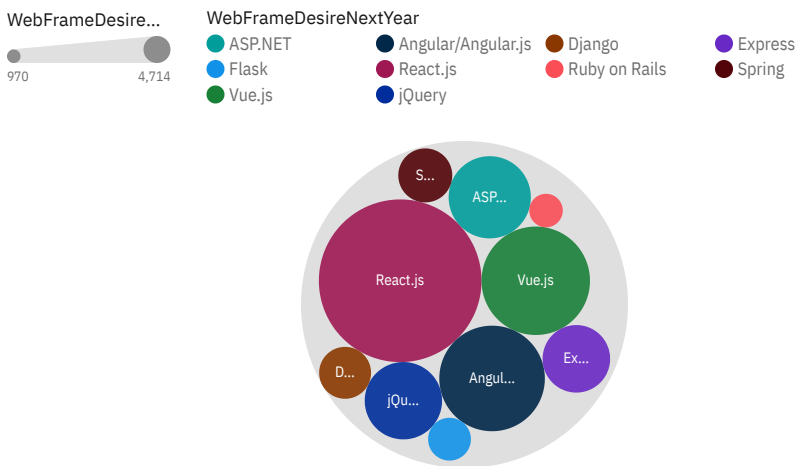 WebFrameDesire...
970
4,714
WebFrameDesireNextYear
ASP.NET
Angular/Angular.js
Django
Express
Flask
React.js
Ruby on Rails
Spring
Vue.js
jQuery
S...
ASP...
React.js
Vue.js
Ex...
D...
Angul...
jQu...